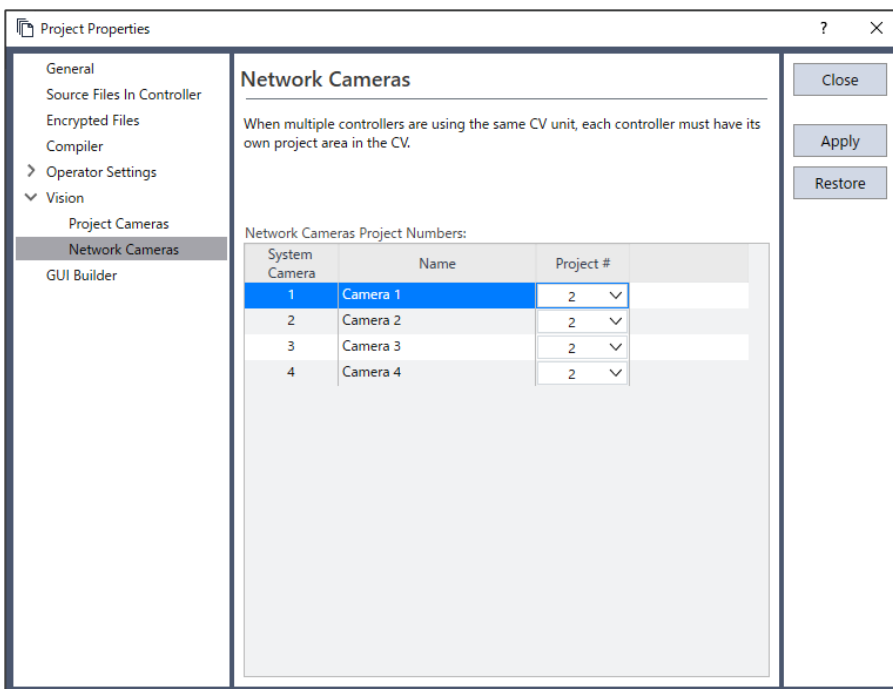 Project Properties
?
General
Source Files In Controller
Encrypted Files
Compiler
Operator Settings
Vision
Project Cameras
Network Cameras
GUI Builder
Network Cameras
When multiple controllers are using the same CV unit, each controller must have its
own project area in the CV.
Network Cameras Project Numbers:
System Camera Name Project #
1 Camera 1 2
2 Camera 2 2
3 Camera 3 2
4 Camera 4 2
Close
Apply
Restore